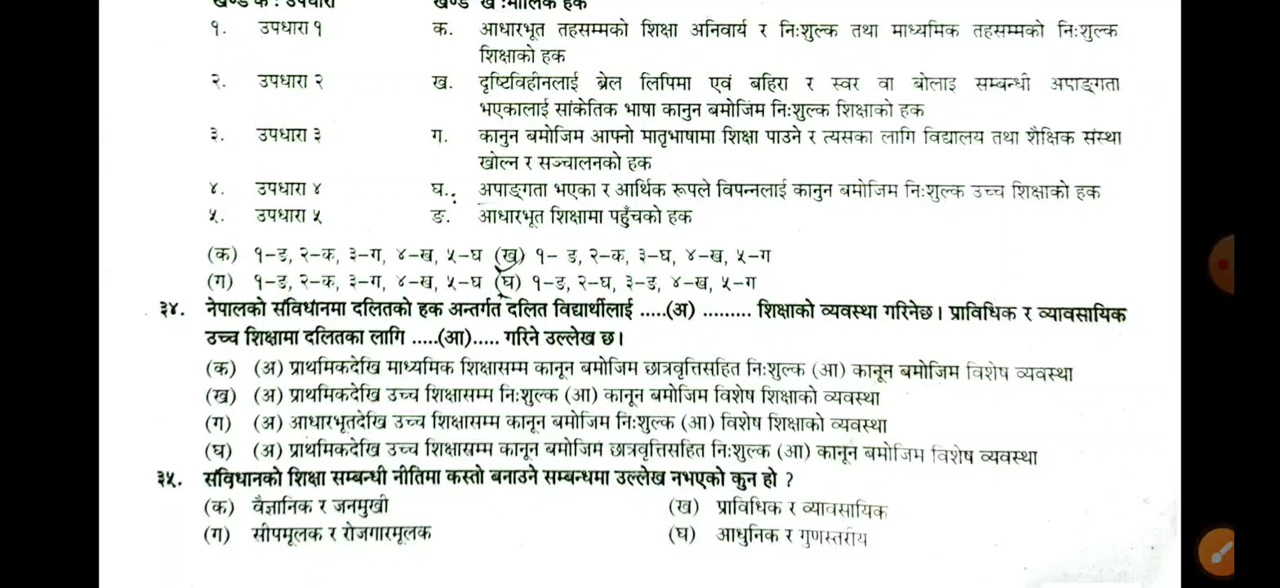 खण्ड क : उपधारा खण्ड ख :मौलिक हक
१. उपधारा १ क. आधारभूत तहसम्मको शिक्षा अनिवार्य र निःशुल्क तथा माध्यमिक तहसम्मको निःशुल्क
शिक्षाको हक
२. उपधारा २ ख. दृष्टिविहीनलाई ब्रेल लिपिमा एवं बहिरा र स्वर वा बोलाइ सम्बन्धी अपाङ्गता
भएकालाई सांकेतिक भाषा कानुन बमोजिम निःशुल्क शिक्षाको हक
३. उपधारा ३ ग. कानुन बमोजिम आफ्नो मातृभाषामा शिक्षा पाउने र त्यसका लागि विद्यालय तथा शैक्षिक संस्था
खोल्न र सञ्चालनको हक
४. उपधारा ४ घ. अपाङ्गता भएका र आर्थिक रूपले विपन्नलाई कानुन बमोजिम निःशुल्क उच्च शिक्षाको हक
५. उपधारा ५ ङ. आधारभूत शिक्षामा पहुँचको हक
(क) १-ड, २-क, ३-ग, ४-ख, ५-घ (ख) १- ड, २-क, ३-घ, ४-ख, ५-ग
(ग) १-ड, २-क, ३-ग, ४-ख, ५-घ (घ) १-ड, २-घ, ३-ड, ४-ख, ५-ग
३४. नेपालको संविधानमा दलितको हक अन्तर्गत दलित विद्यार्थीलाई .....(अ) ......... शिक्षाको व्यवस्था गरिनेछ। प्राविधिक र व्यावसायिक
उच्च शिक्षामा दलितका लागि .....(आ)..... गरिने उल्लेख छ।
(क) (अ) प्राथमिकदेखि माध्यमिक शिक्षासम्म कानून बमोजिम छात्रवृत्तिसहित निःशुल्क (आ) कानून बमोजिम विशेष व्यवस्था
(ख) (अ) प्राथमिकदेखि उच्च शिक्षासम्म निःशुल्क (आ) कानून बमोजिम विशेष शिक्षाको व्यवस्था
(ग) (अ) आधारभूतदेखि उच्च शिक्षासम्म कानून बमोजिम निःशुल्क (आ) विशेष शिक्षाको व्यवस्था
(घ) (अ) प्राथमिकदेखि उच्च शिक्षासम्म कानून बमोजिम छात्रवृत्तिसहित निःशुल्क (आ) कानून बमोजिम विशेष व्यवस्था
३५. संविधानको शिक्षा सम्बन्धी नीतिमा कस्तो बनाउने सम्बन्धमा उल्लेख नभएको कुन हो ?
(क) वैज्ञानिक र जनमुखी (ख) प्राविधिक र व्यावसायिक
(ग) सीपमूलक र रोजगारमूलक (घ) आधुनिक र गुणस्तरीय